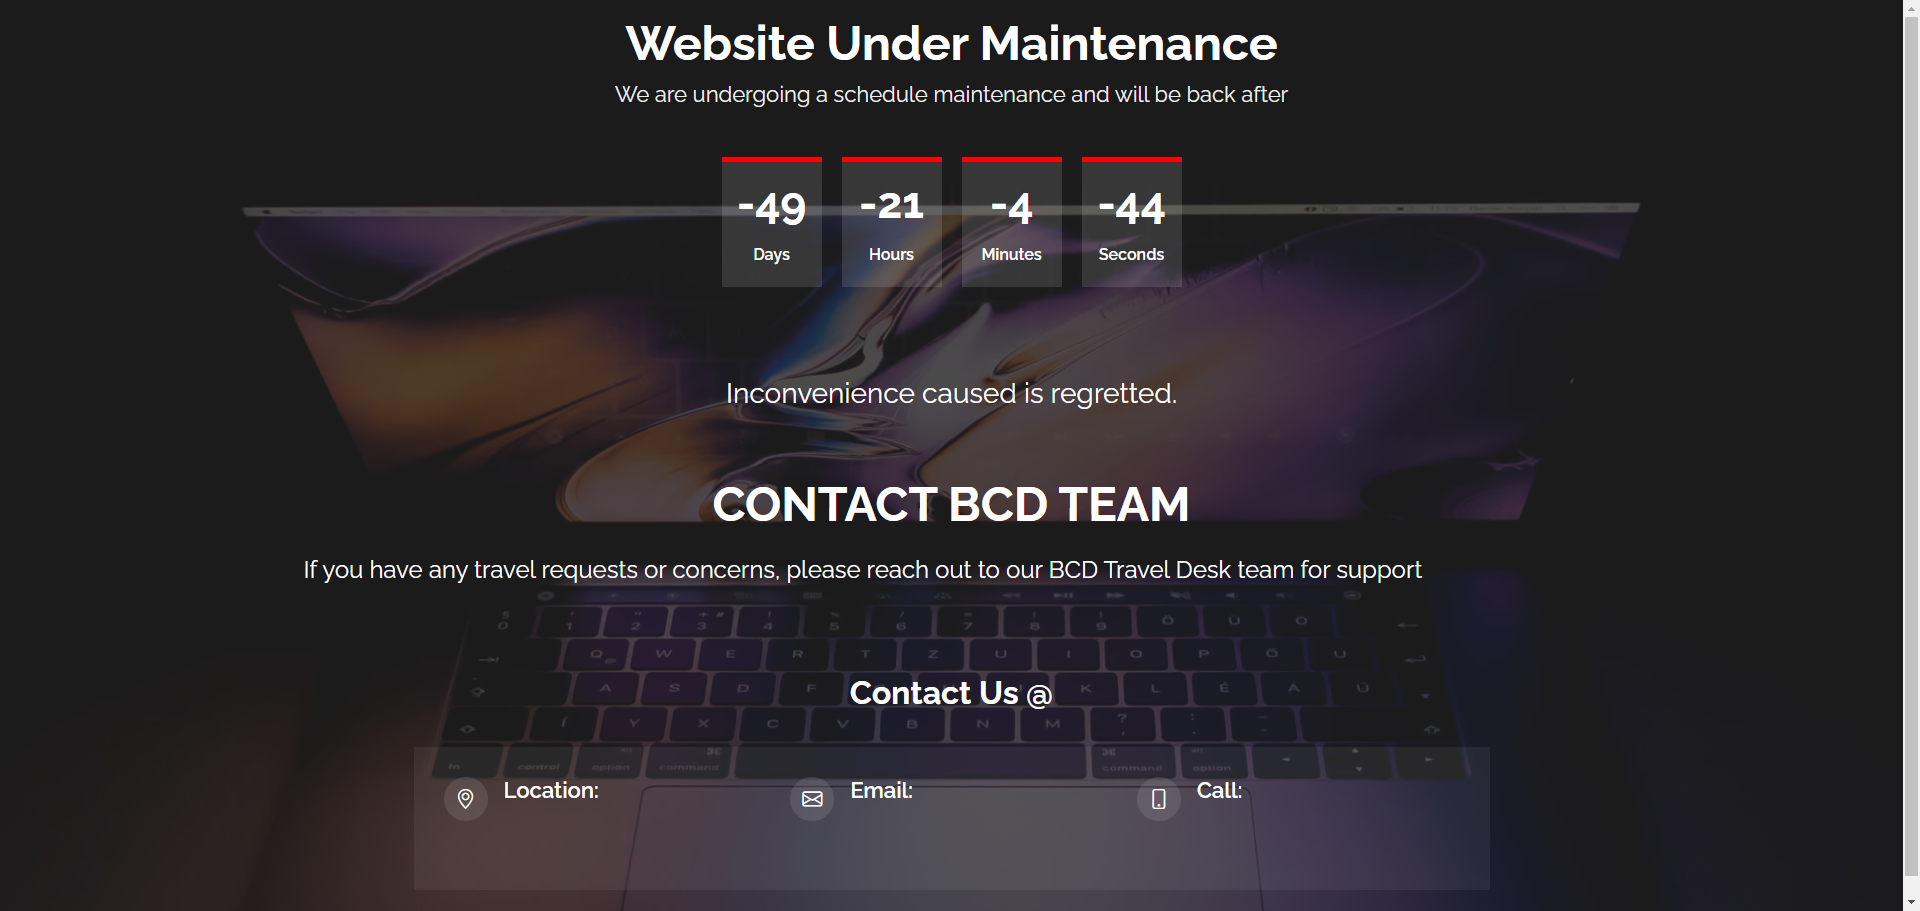 Website Under Maintenance
We are undergoing a schedule maintenance and will be back after
-49 -21 -4 -44
Days Hours Minutes Seconds
Inconvenience caused is regretted.
CONTACT BCD TEAM
If you have any travel requests or concerns, please reach out to our BCD Travel Desk team for support
Contact Us @
Location: Email: Call: